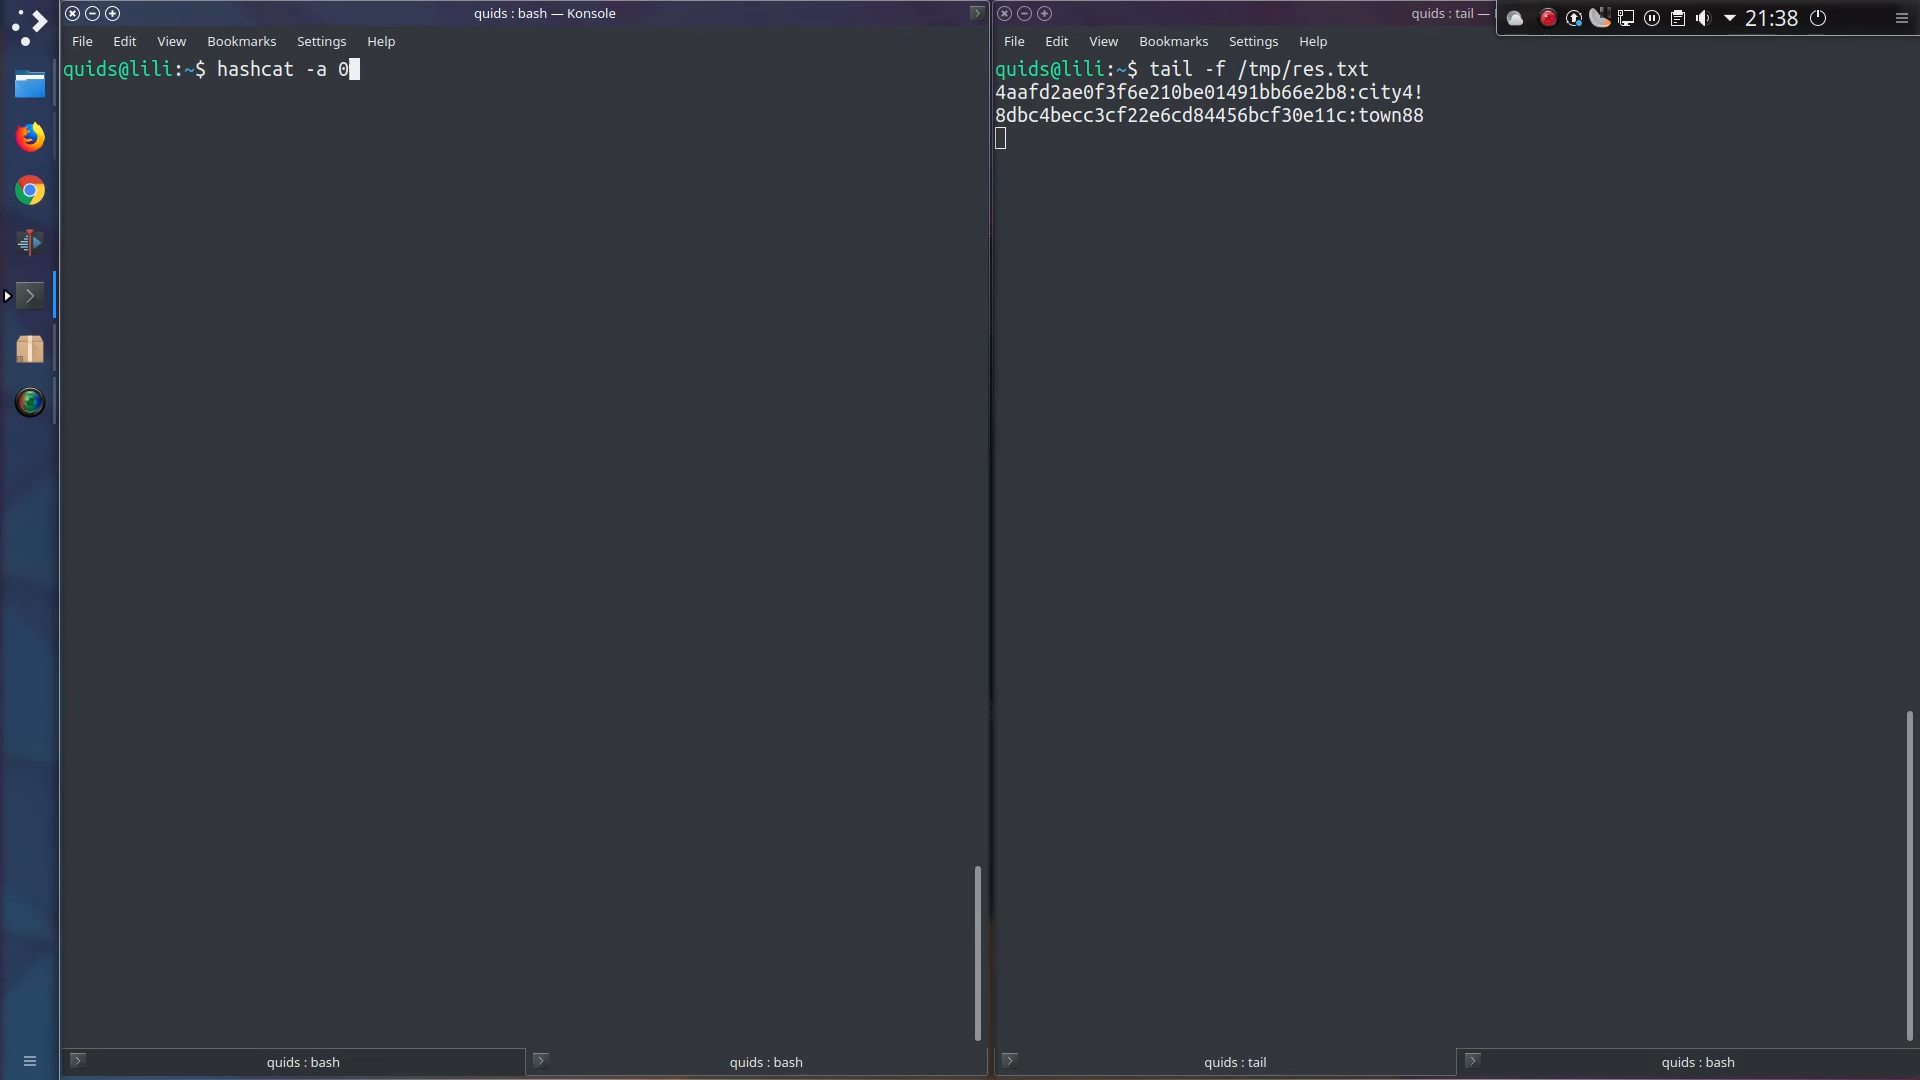 quids : bash — Konsole
File Edit View Bookmarks Settings Help
quids@lili:~$ hashcat -a 0
quids : bash
quids : bash
quids : tail —
21:38
File Edit View Bookmarks Settings Help
quids@lili:~$ tail -f /tmp/res.txt
4aafd2ae0f3f6e210be01491bb66e2b8:city4!
8dbc4becc3cf22e6cd84456bcf30e11c:town88
quids : tail
quids : bash